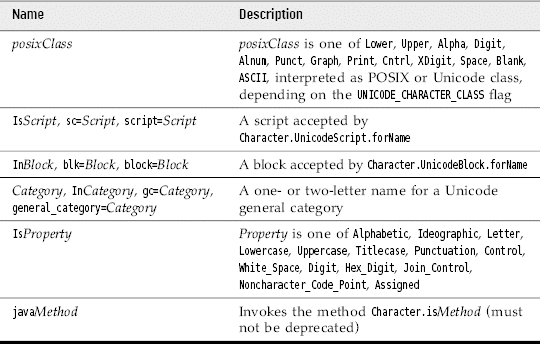 Name Description
posixClass posixClass is one of Lower, Upper, Alpha, Digit,
Alnum, Punct, Graph, Print, Cntrl, XDigit, Space, Blank,
ASCII, interpreted as POSIX or Unicode class,
depending on the UNICODE_CHARACTER_CLASS flag
IsScript, sc=Script, script=Script A script accepted by
Character.UnicodeScript.forName
InBlock, blk=Block, block=Block A block accepted by Character.UnicodeBlock.forName
Category, InCategory, gc=Category, A one- or two-letter name for a Unicode
general_category=Category general category
IsProperty Property is one of Alphabetic, Ideographic, Letter,
Lowercase, Uppercase, Titlecase, Punctuation, Control,
White_Space, Digit, Hex_Digit, Join_Control,
Noncharacter_Code_Point, Assigned
javaMethod Invokes the method Character.isMethod (must
not be deprecated)